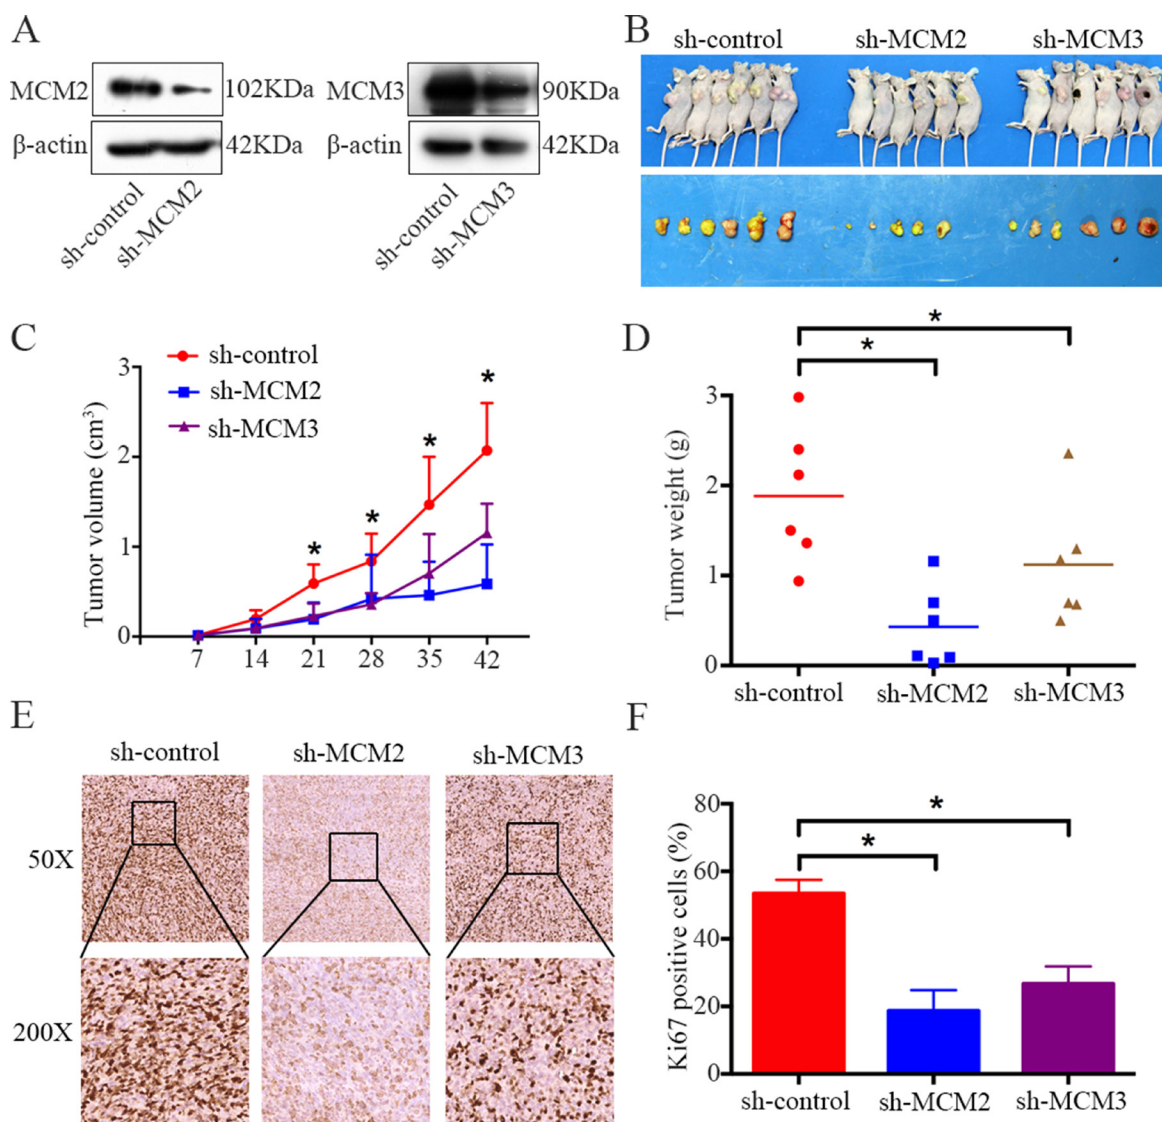 A
MCM2
102KDa
β-actin
42KDa
sh-control
sh-MCM2
MCM3
90KDa
β-actin
42KDa
sh-control
sh-MCM3
B
sh-control
sh-MCM2
sh-MCM3
C
sh-control
sh-MCM2
sh-MCM3
Tumor volume (cm³)
3
2
1
0
7 14 21 28 35 42
* * * *
D
*
*
Tumor weight (g)
3
2
1
0
sh-control sh-MCM2 sh-MCM3
E
sh-control sh-MCM2 sh-MCM3
50X
200X
F
*
*
Ki67 positive cells (%)
80
60
40
20
0
sh-control sh-MCM2 sh-MCM3